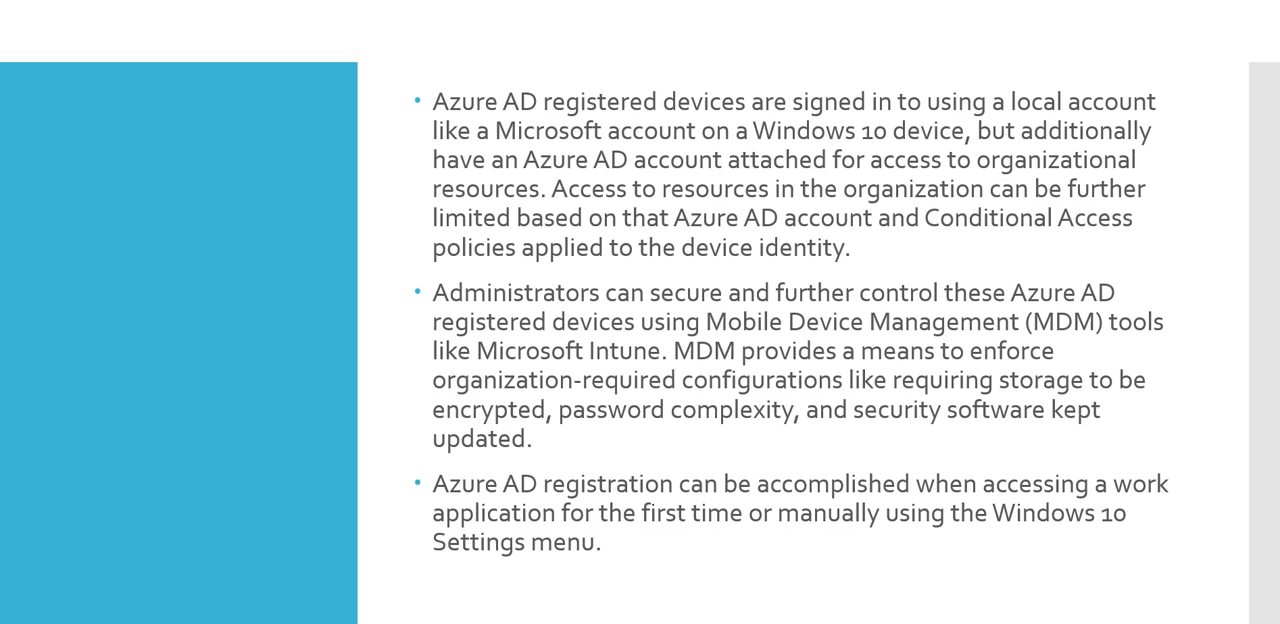 • Azure AD registered devices are signed in to using a local account
like a Microsoft account on a Windows 10 device, but additionally
have an Azure AD account attached for access to organizational
resources. Access to resources in the organization can be further
limited based on that Azure AD account and Conditional Access
policies applied to the device identity.
• Administrators can secure and further control these Azure AD
registered devices using Mobile Device Management (MDM) tools
like Microsoft Intune. MDM provides a means to enforce
organization-required configurations like requiring storage to be
encrypted, password complexity, and security software kept
updated.
• Azure AD registration can be accomplished when accessing a work
application for the first time or manually using the Windows 10
Settings menu.